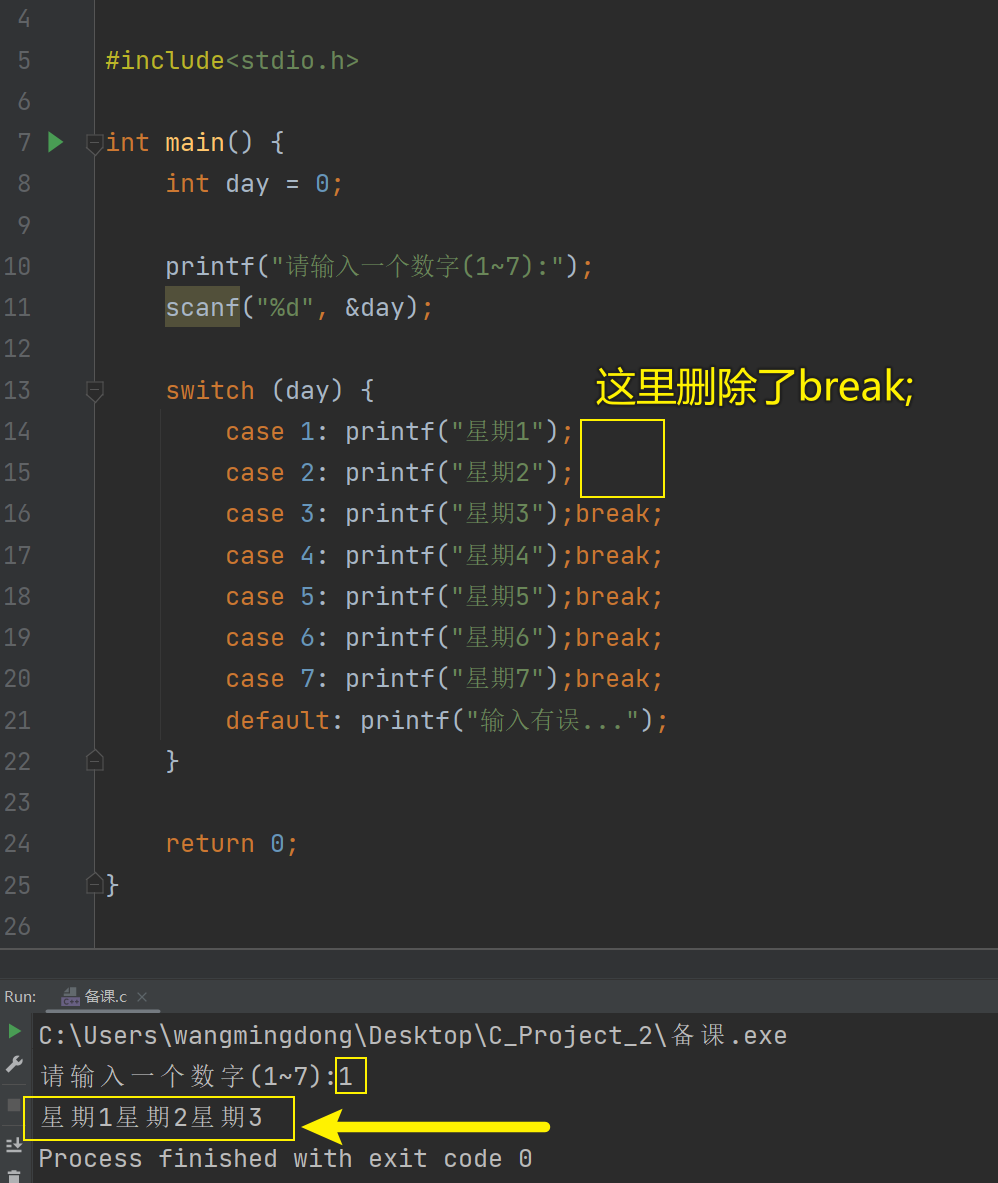 4
5 #include<stdio.h>
6
7 int main() {
8 int day = 0;
9
10 printf("请输入一个数字(1~7):");
11 scanf("%d", &day);
12
13 switch (day) {
这里删除了break;
14 case 1: printf("星期1");
15 case 2: printf("星期2");
16 case 3: printf("星期3");break;
17 case 4: printf("星期4");break;
18 case 5: printf("星期5");break;
19 case 6: printf("星期6");break;
20 case 7: printf("星期7");break;
21 default: printf("输入有误...");
22 }
23
24 return 0;
25 }
26
Run: 备课.c ×
C:\Users\wangmingdong\Desktop\C_Project_2\备课.exe
请输入一个数字(1~7):1
星期1星期2星期3
Process finished with exit code 0